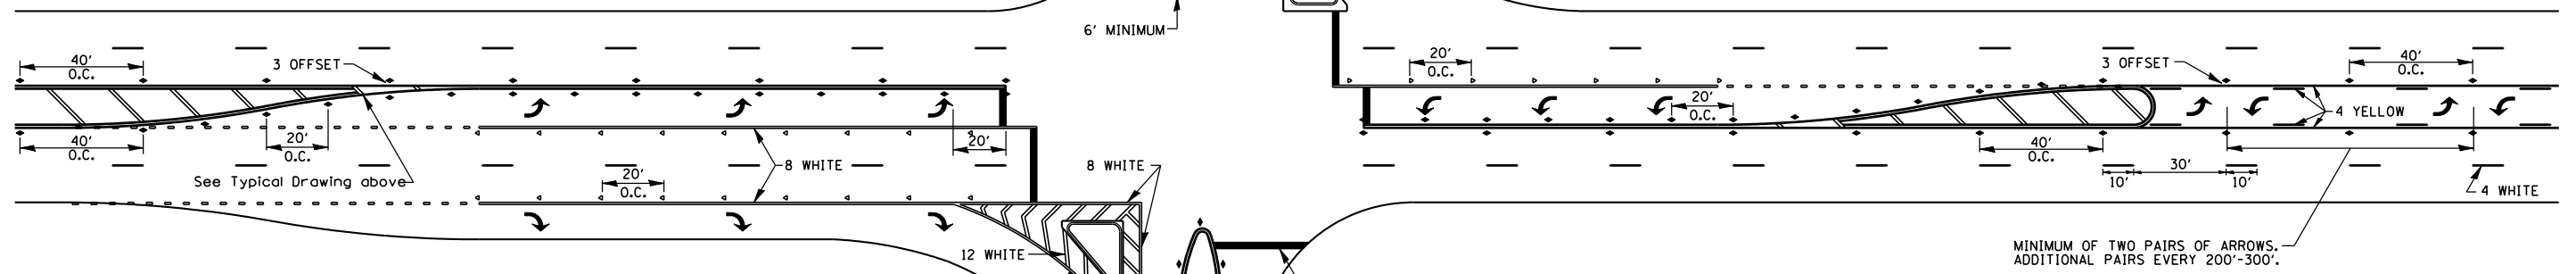 6' MINIMUM
40'
O.C.
3 OFFSET
20'
O.C.
3 OFFSET
40'
O.C.
20'
O.C.
4 YELLOW
40'
O.C.
20'
O.C.
20'
8 WHITE
8 WHITE
40'
O.C.
30'
10'
10'
See Typical Drawing above
20'
O.C.
4 WHITE
12 WHITE
MINIMUM OF TWO PAIRS OF ARROWS.
ADDITIONAL PAIRS EVERY 200'-300'.